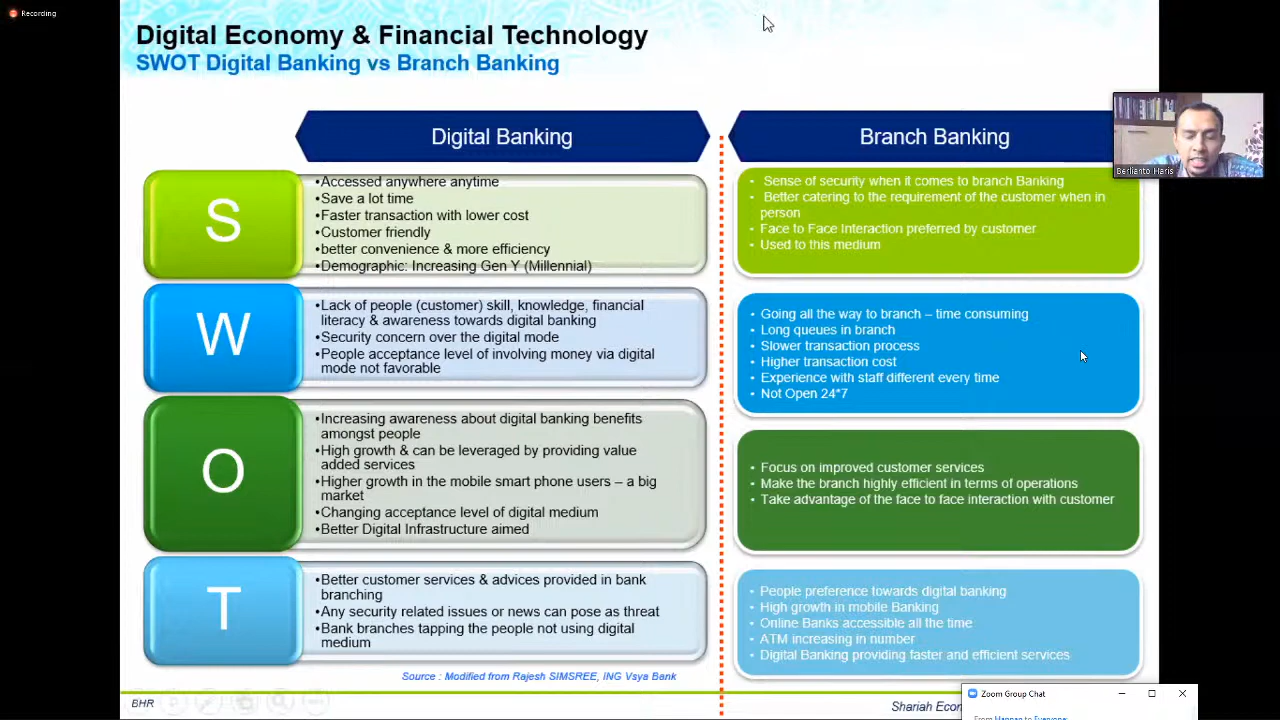 Recording
Digital Economy & Financial Technology
SWOT Digital Banking vs Branch Banking
Digital Banking
Branch Banking
Berlianto Haris
S
•Accessed anywhere anytime
•Save a lot time
•Faster transaction with lower cost
•Customer friendly
•better convenience & more efficiency
•Demographic: Increasing Gen Y (Millennial)
• Sense of security when it comes to branch Banking
• Better catering to the requirement of the customer when in
person
• Face to Face Interaction preferred by customer
• Used to this medium
W
•Lack of people (customer) skill, knowledge, financial
literacy & awareness towards digital banking
•Security concern over the digital mode
•People acceptance level of involving money via digital
mode not favorable
• Going all the way to branch – time consuming
• Long queues in branch
• Slower transaction process
• Higher transaction cost
• Experience with staff different every time
• Not Open 24*7
O
•Increasing awareness about digital banking benefits
amongst people
•High growth & can be leveraged by providing value
added services
•Higher growth in the mobile smart phone users – a big
market
•Changing acceptance level of digital medium
•Better Digital Infrastructure aimed
• Focus on improved customer services
• Make the branch highly efficient in terms of operations
• Take advantage of the face to face interaction with customer
T
•Better customer services & advices provided in bank
branching
•Any security related issues or news can pose as threat
•Bank branches tapping the people not using digital
medium
• People preference towards digital banking
• High growth in mobile Banking
• Online Banks accessible all the time
• ATM increasing in number
• Digital Banking providing faster and efficient services
Source : Modified from Rajesh SIMSREE, ING Vsya Bank
BHR
Shariah Econ
Zoom Group Chat